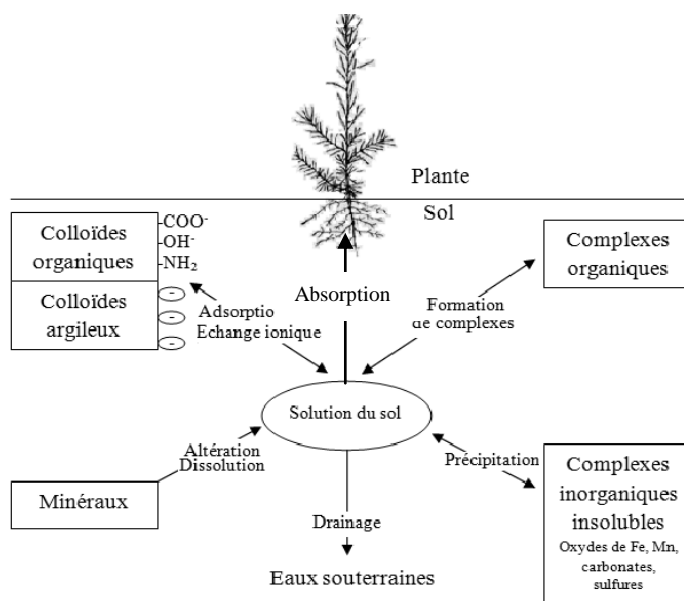 Plante
Sol
Colloïdes
organiques
-COO-
-OH-
-NH₂
Colloïdes
argileux
-
-
-
Adsorptio
Echange ionique
Absorption
Formation
de complexes
Complexes
organiques
Solution du sol
Altération
Dissolution
Minéraux
Précipitation
Complexes
inorganiques
insolubles
Oxydes de Fe, Mn,
carbonates,
sulfures
Drainage
Eaux souterraines